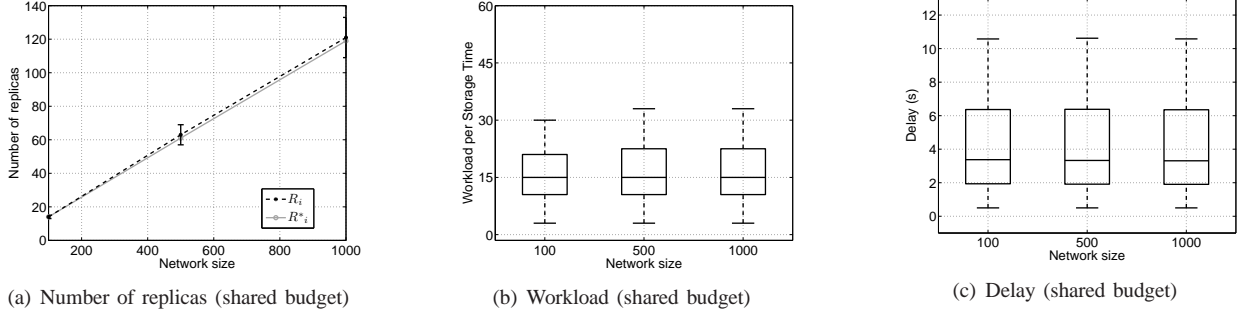 Number of replicas
140
120
100
80
60
40
20
0
200 400 600 800 1000
Network size
R_i
R*_i
(a) Number of replicas (shared budget)
Workload per Storage Time
60
45
30
15
0
100 500 1000
Network size
(b) Workload (shared budget)
Delay (s)
12
10
8
6
4
2
0
100 500 1000
Network size
(c) Delay (shared budget)